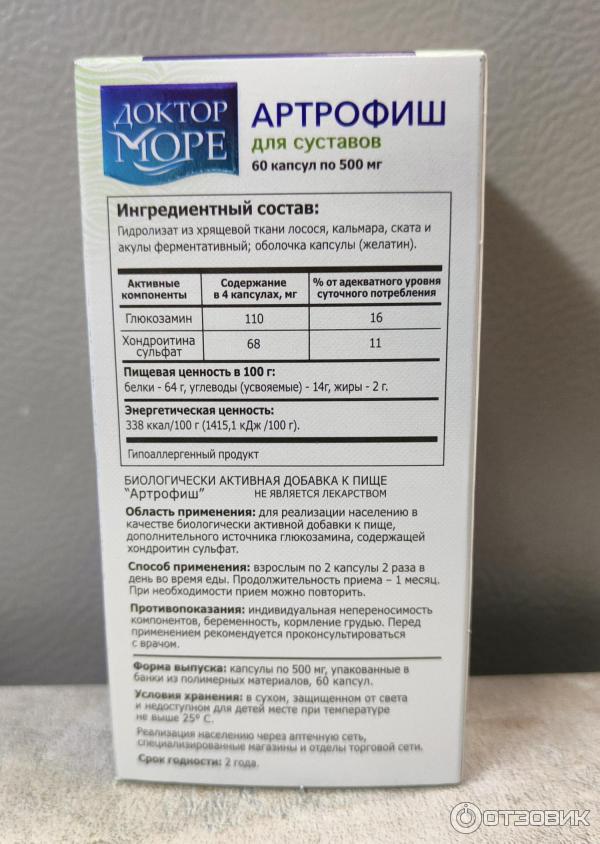 ДОКТОР
МОРЕ
АРТРОФИШ
для суставов
60 капсул по 500 мг
Ингредиентный состав:
Гидролизат из хрящевой ткани лосося, кальмара, ската и
акулы ферментативный; оболочка капсулы (желатин).
Активные компоненты
Содержание в 4 капсулах, мг
% от адекватного уровня суточного потребления
Глюкозамин 110 16
Хондроитина сульфат 68 11
Пищевая ценность в 100 г:
белки - 64 г, углеводы (усвояемые) - 14г, жиры - 2 г.
Энергетическая ценность:
338 ккал/100 г (1415,1 кДж /100 г).
Гипоаллергенный продукт
БИОЛОГИЧЕСКИ АКТИВНАЯ ДОБАВКА К ПИЩЕ
"Артрофиш" НЕ ЯВЛЯЕТСЯ ЛЕКАРСТВОМ
Область применения: для реализации населению в
качестве биологически активной добавки к пище,
дополнительного источника глюкозамина, содержащей
хондроитин сульфат.
Способ применения: взрослым по 2 капсулы 2 раза в
день во время еды. Продолжительность приема – 1 месяц.
При необходимости прием можно повторить.
Противопоказания: индивидуальная непереносимость
компонентов, беременность, кормление грудью. Перед
применением рекомендуется проконсультироваться
с врачом.
Форма выпуска: капсулы по 500 мг, упакованные в
банки из полимерных материалов, 60 капсул.
Условия хранения: в сухом, защищенном от света
и недоступном для детей месте при температуре
не выше 25° С.
Реализация населению через аптечную сеть,
специализированные магазины и отделы торговой сети.
Срок годности: 2 года.
ОТЗОВИК